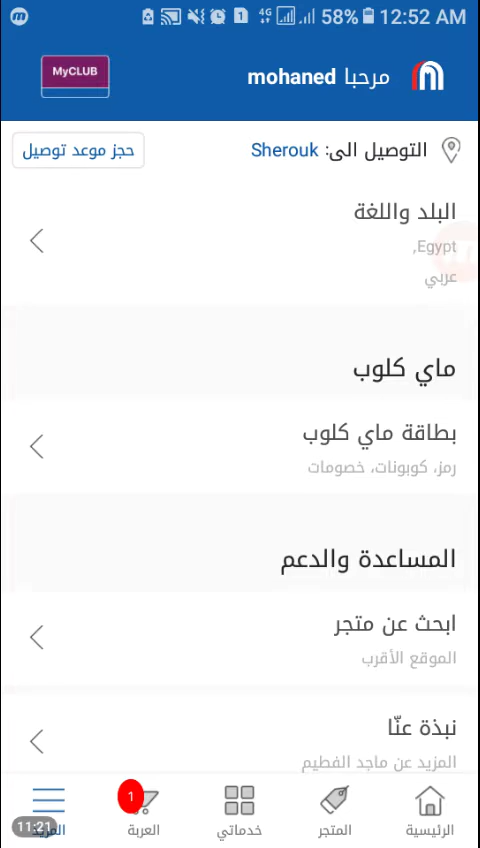 58% 12:52 AM
مرحبا mohaned
MyCLUB
التوصيل الى: Sherouk
حجز موعد توصيل
البلد واللغة
Egypt,
عربي
ماي كلوب
بطاقة ماي كلوب
رمز، كوبونات، خصومات
المساعدة والدعم
ابحث عن متجر
الموقع الأقرب
نبذة عنّا
المزيد عن ماجد الفطيم
الرئيسية
المتجر
خدماتي
1
العربة
المزيد
11:21